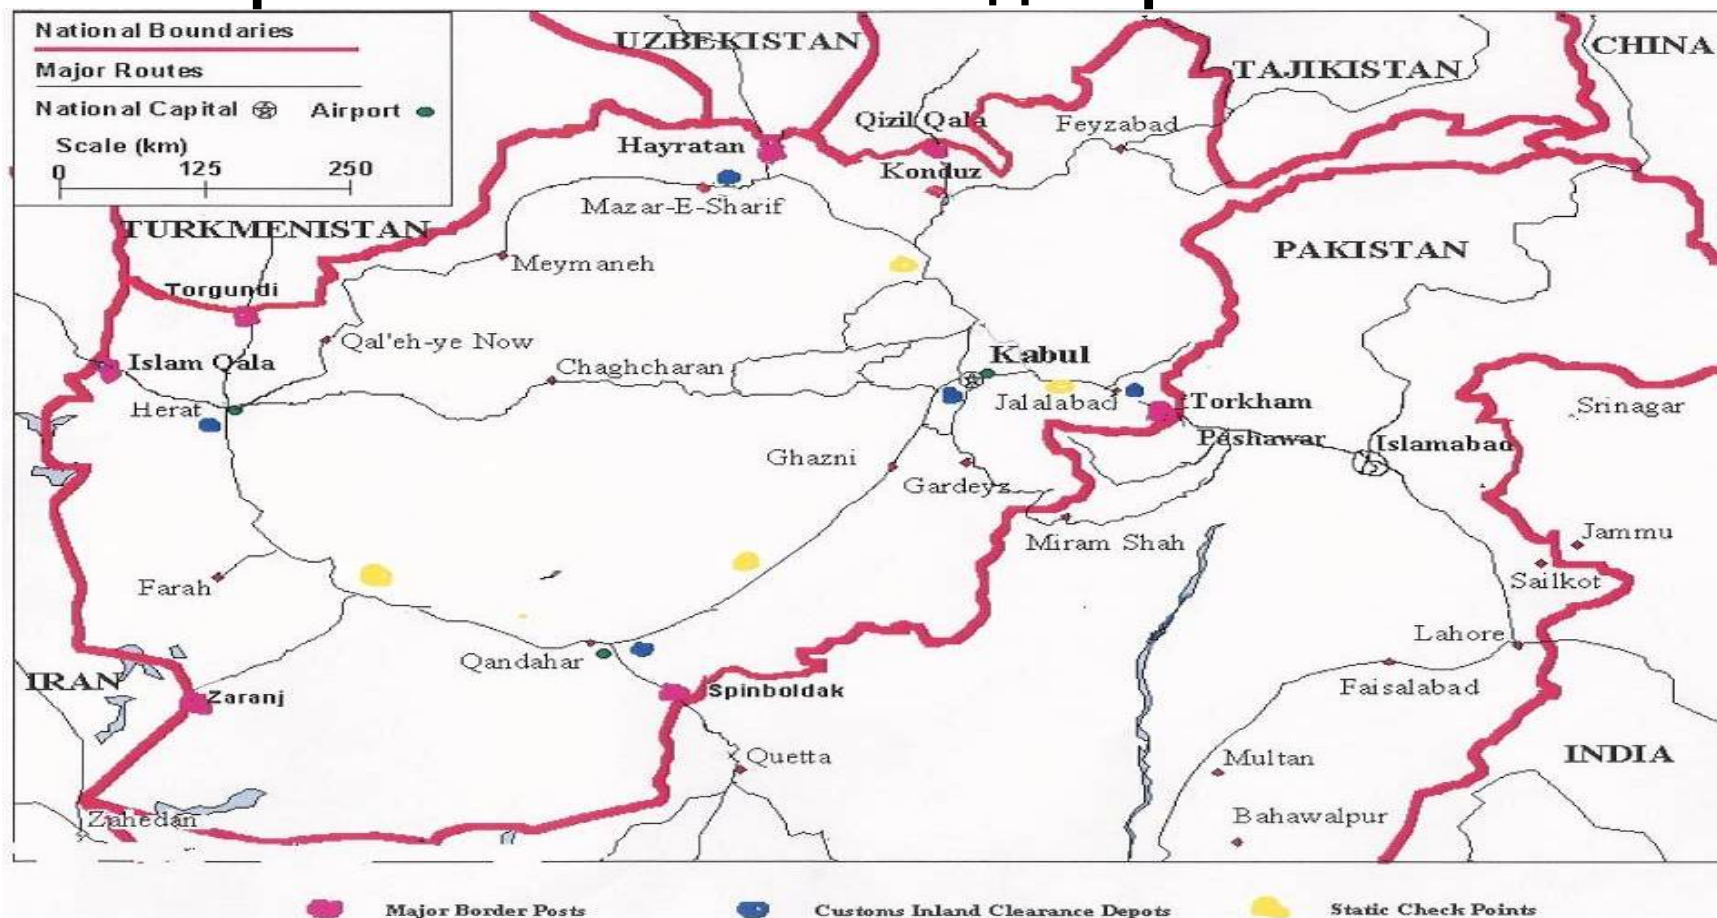 National Boundaries
Major Routes
National Capital Airport
Scale (km)
0 125 250
UZBEKISTAN
CHINA
TAJIKISTAN
Qizil Qala
Feyzabad
Hayratan
Konduz
Mazar-E-Sharif
TURKMENISTAN
PAKISTAN
Meymaneh
Torgundi
Qal'eh-ye Now
Kabul
Islam Qala
Chaghcharan
Herat
Jalalabad
Torkham
Srinagar
Peshawar
Islamabad
Ghazni
Gardeyz
Miram Shah
Jammu
Farah
Sailkot
Lahore
Qandahar
IRAN
Zaranj
Spinboldak
Faisalabad
Quetta
Multan
INDIA
Zahedan
Bahawalpur
Major Border Posts Customs Inland Clearance Depots Static Check Points